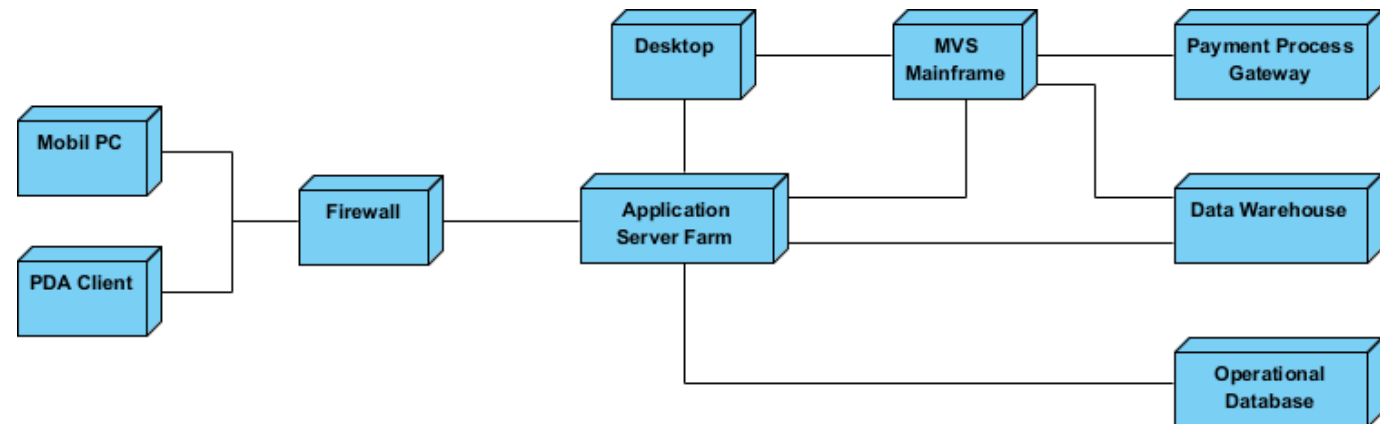 Desktop
MVS
Mainframe
Payment Process
Gateway
Mobil PC
Firewall
Application
Server Farm
Data Warehouse
PDA Client
Operational
Database